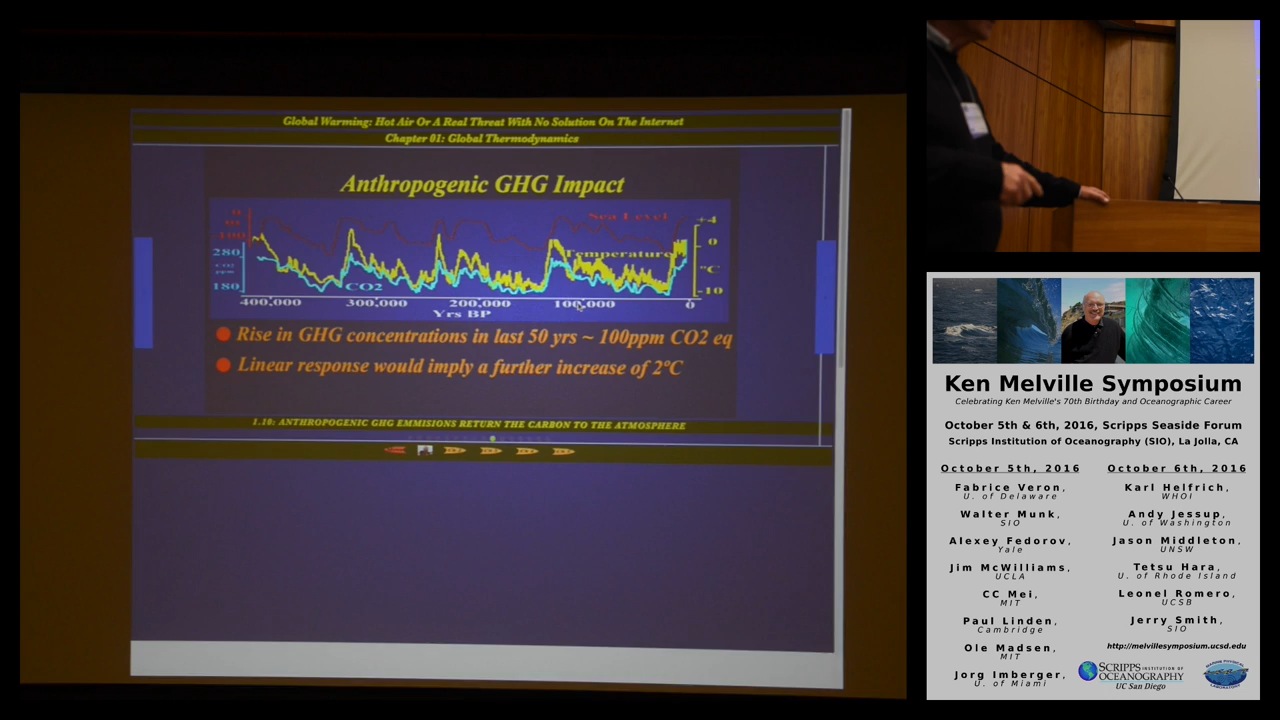 Global Warming: Hot Air Or A Real Threat With No Solution On The Internet
Chapter 01: Global Thermodynamics
Anthropogenic GHG Impact
0
m
-100
280
CO2
ppm
180
Sea Level
Temperature
CO2
+4
0
°C
-10
400,000 300,000 200,000 100,000 0
Yrs BP
Rise in GHG concentrations in last 50 yrs ~ 100ppm CO2 eq
Linear response would imply a further increase of 2°C
1.10: ANTHROPOGENIC GHG EMMISIONS RETURN THE CARBON TO THE ATMOSPHERE
Ken Melville Symposium
Celebrating Ken Melville's 70th Birthday and Oceanographic Career
October 5th & 6th, 2016, Scripps Seaside Forum
Scripps Institution of Oceanography (SIO), La Jolla, CA
October 5th, 2016
Fabrice Veron,
U. of Delaware
Walter Munk,
SIO
Alexey Fedorov,
Yale
Jim McWilliams,
UCLA
CC Mei,
MIT
Paul Linden,
Cambridge
Ole Madsen,
MIT
Jorg Imberger,
U. of Miami
October 6th, 2016
Karl Helfrich,
WHOI
Andy Jessup,
U. of Washington
Jason Middleton,
UNSW
Tetsu Hara,
U. of Rhode Island
Leonel Romero,
UCSB
Jerry Smith,
SIO
http://melvillesymposium.ucsd.edu
SCRIPPS INSTITUTION OF
OCEANOGRAPHY
UC San Diego
MARINE PHYSICAL
LABORATORY